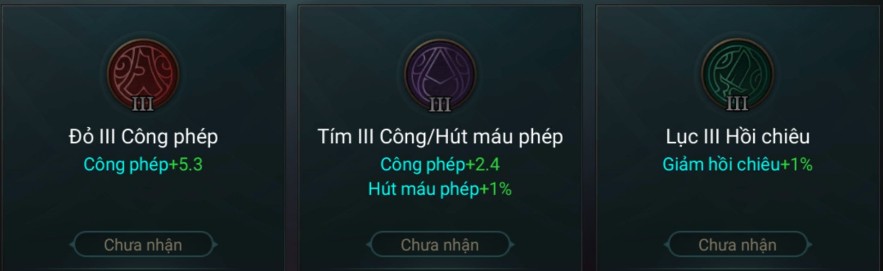 III
Đỏ III Công phép
Công phép+5.3
Chưa nhận
III
Tím III Công/Hút máu phép
Công phép+2.4
Hút máu phép+1%
Chưa nhận
III
Lục III Hồi chiêu
Giảm hồi chiêu+1%
Chưa nhận